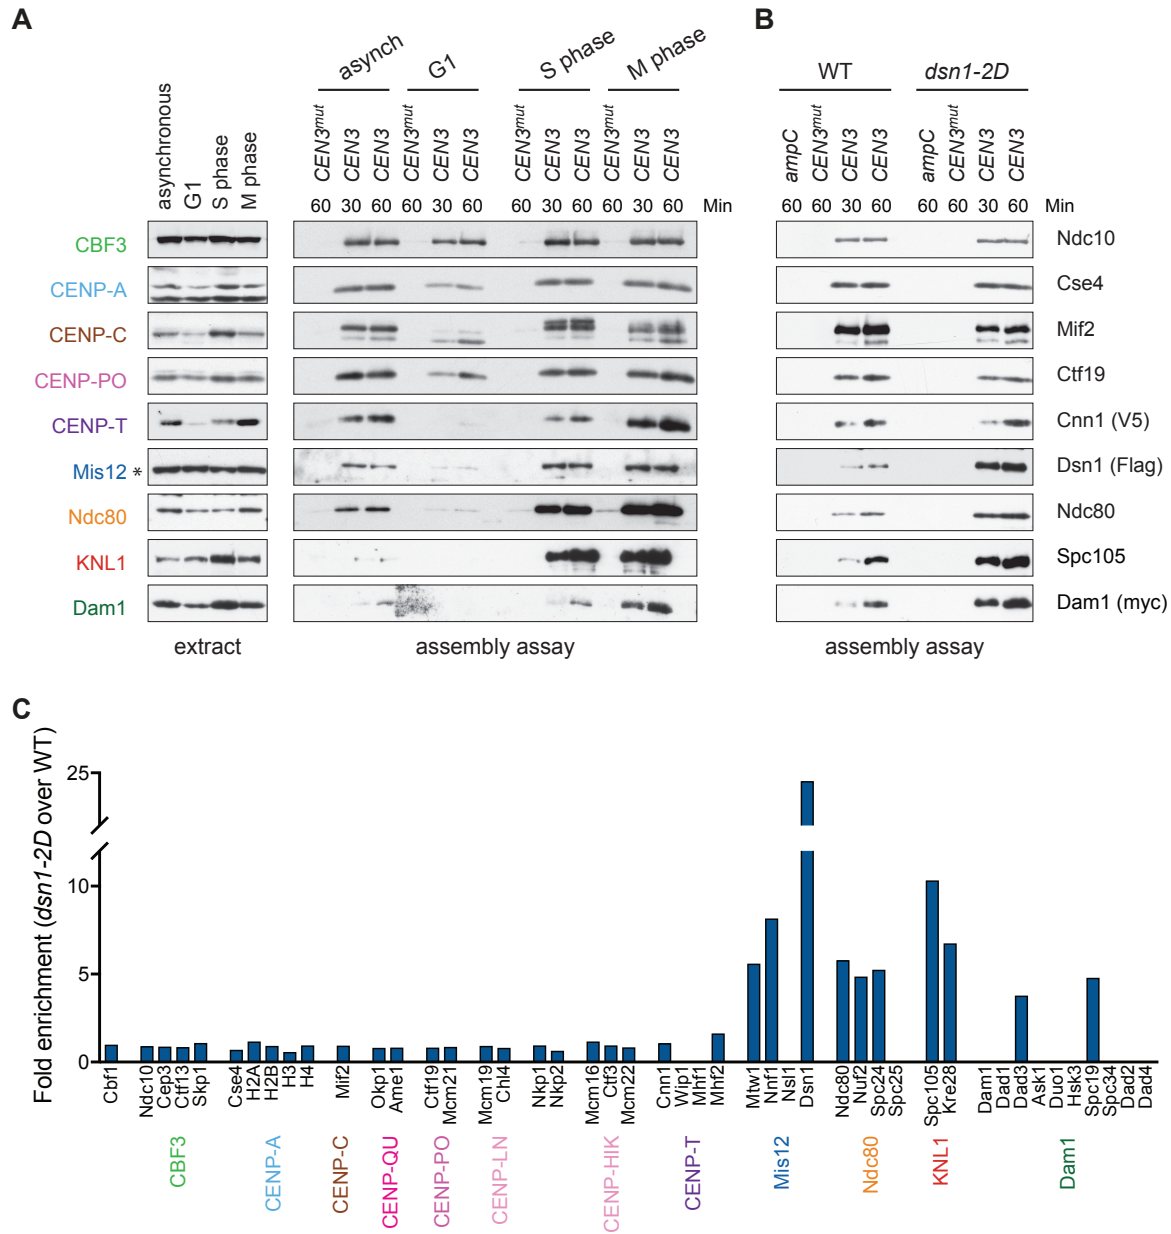 A
asynch G1 S phase M phase
asynchronous G1 S phase M phase
CEN3mut CEN3 CEN3 CEN3mut CEN3 CEN3 CEN3mut CEN3 CEN3 CEN3mut CEN3 CEN3
60 30 60 60 30 60 60 30 60 60 30 60 Min
CBF3
CENP-A
CENP-C
CENP-PO
CENP-T
Mis12 *
Ndc80
KNL1
Dam1
extract assembly assay
B
WT dsn1-2D
ampC CEN3mut CEN3 CEN3 ampC CEN3mut CEN3 CEN3
60 60 30 60 60 60 30 60 Min
Ndc10
Cse4
Mif2
Ctf19
Cnn1 (V5)
Dsn1 (Flag)
Ndc80
Spc105
Dam1 (myc)
assembly assay
C
Fold enrichment (dsn1-2D over WT)
25
10
5
0
Cbf1 Ndc10 Cep3 Ctf13 Skp1 Cse4 H2A H2B H3 H4 Mif2 Okp1 Ame1 Ctf19 Mcm21 Mcm19 Chl4 Nkp1 Nkp2 Mcm16 Ctf3 Mcm22 Cnn1 Wip1 Mhf1 Mhf2 Mtw1 Nnf1 Nsl1 Dsn1 Ndc80 Nuf2 Spc24 Spc25 Spc105 Kre28 Dam1 Dad1 Dad3 Ask1 Duo1 Hsk3 Spc19 Spc34 Dad2 Dad4
CBF3 CENP-A CENP-C CENP-QU CENP-PO CENP-LN CENP-HIK CENP-T Mis12 Ndc80 KNL1 Dam1